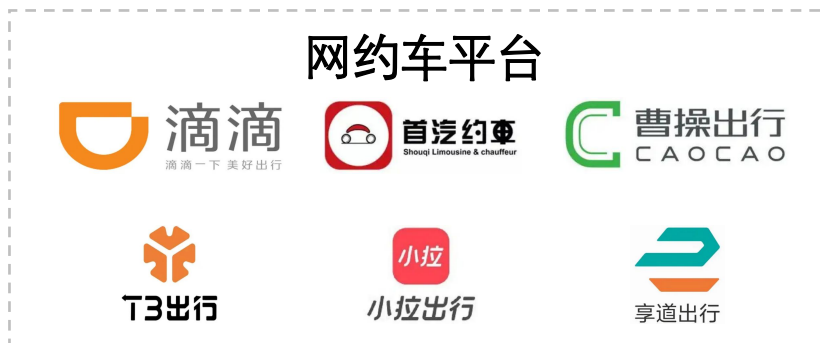 网约车平台
滴滴
滴滴一下 美好出行
首汽约車
Shouqi Limousine & chauffeur
曹操出行
CAOCAO
T3出行
小拉
小拉出行
享道出行